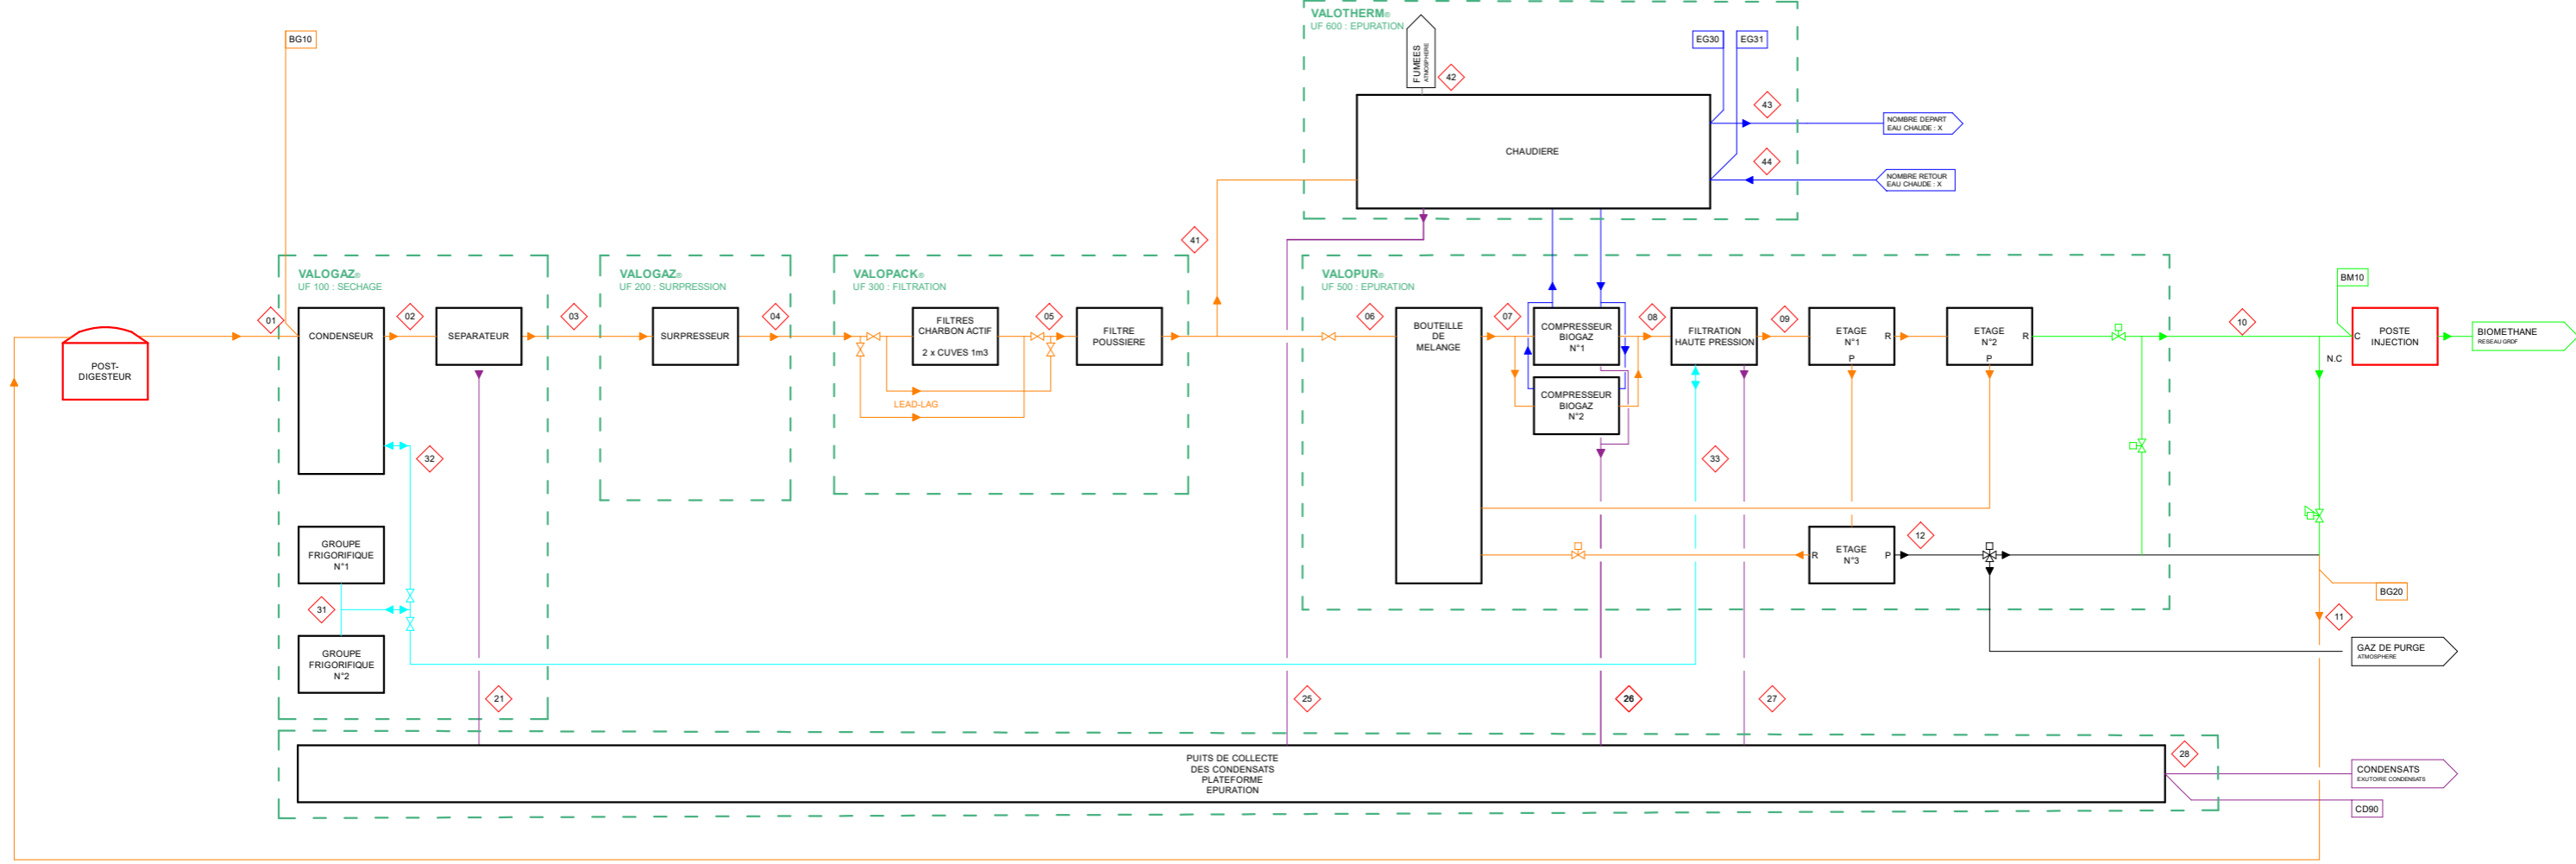 VALOTHERM®
UF 600 : EPURATION
FUMEES
ATMOSPHERE
42
BG10
EG30
EG31
43
NOMBRE DEPART
EAU CHAUDE : X
CHAUDIERE
44
NOMBRE RETOUR
EAU CHAUDE : X
41
VALOGAZ®
UF 100 : SECHAGE
VALOGAZ®
UF 200 : SURPRESSION
VALOPACK®
UF 300 : FILTRATION
VALOPUR®
UF 500 : EPURATION
BM10
01
02
03
04
05
06
07
08
09
10
POST-
DIGESTEUR
CONDENSEUR
SEPARATEUR
SURPRESSEUR
FILTRES
CHARBON ACTIF
2 x CUVES 1m3
FILTRE
POUSSIERE
LEAD-LAG
BOUTEILLE
DE
MELANGE
COMPRESSEUR
BIOGAZ
N°1
COMPRESSEUR
BIOGAZ
N°2
FILTRATION
HAUTE PRESSION
ETAGE
N°1
R
P
ETAGE
N°2
R
P
C
N.C
POSTE
INJECTION
BIOMETHANE
RESEAU GRDF
32
33
GROUPE
FRIGORIFIQUE
N°1
31
GROUPE
FRIGORIFIQUE
N°2
R
ETAGE
N°3
P
12
BG20
11
GAZ DE PURGE
ATMOSPHERE
21
25
26
27
PUITS DE COLLECTE
DES CONDENSATS
PLATEFORME
EPURATION
28
CONDENSATS
EXUTOIRE CONDENSATS
CD90